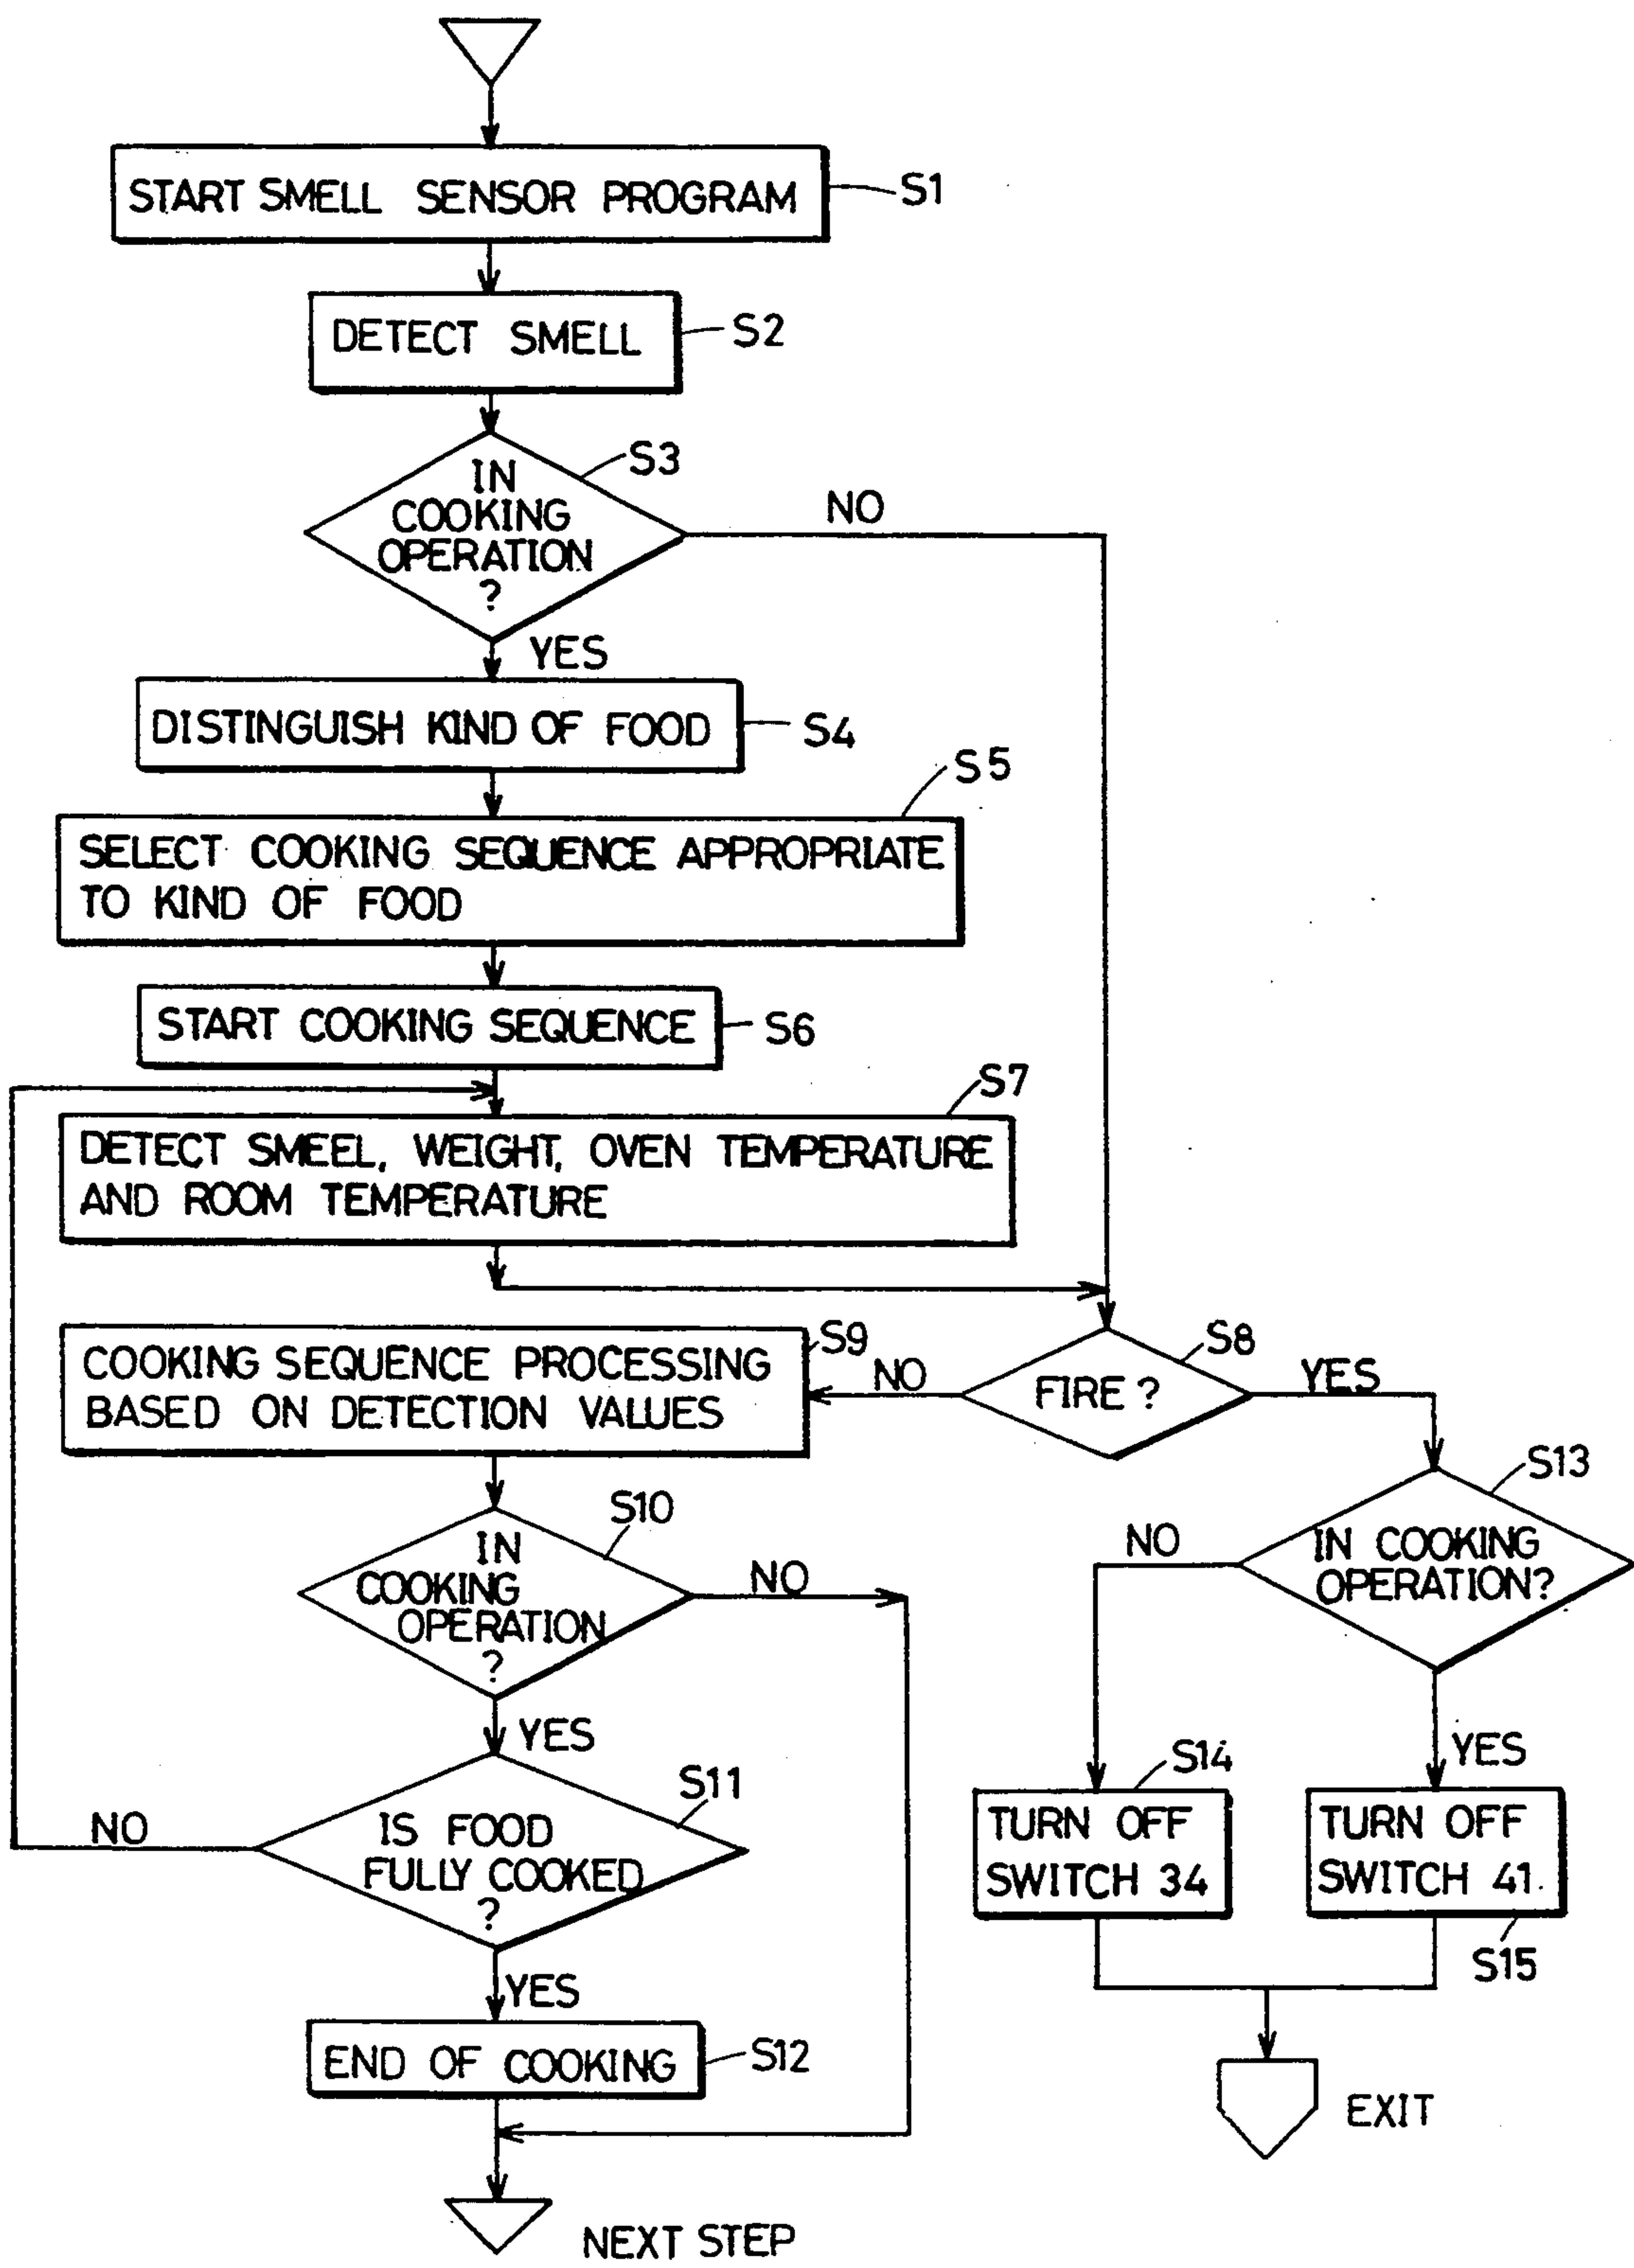 START SMELL SENSOR PROGRAM
S1
DETECT SMELL
S2
S3
IN
COOKING
OPERATION
?
NO
YES
DISTINGUISH KIND OF FOOD
S4
S5
SELECT COOKING SEQUENCE APPROPRIATE
TO KIND OF FOOD
START COOKING SEQUENCE
S6
S7
DETECT SMEEL, WEIGHT, OVEN TEMPERATURE
AND ROOM TEMPERATURE
S9
COOKING SEQUENCE PROCESSING
BASED ON DETECTION VALUES
NO
S8
FIRE ?
YES
S10
IN
COOKING
OPERATION
?
NO
YES
S13
IN COOKING
OPERATION?
NO
YES
S11
IS FOOD
FULLY COOKED
?
NO
YES
S14
TURN OFF
SWITCH 34
TURN OFF
SWITCH 41.
S15
END OF COOKING
S12
EXIT
NEXT STEP